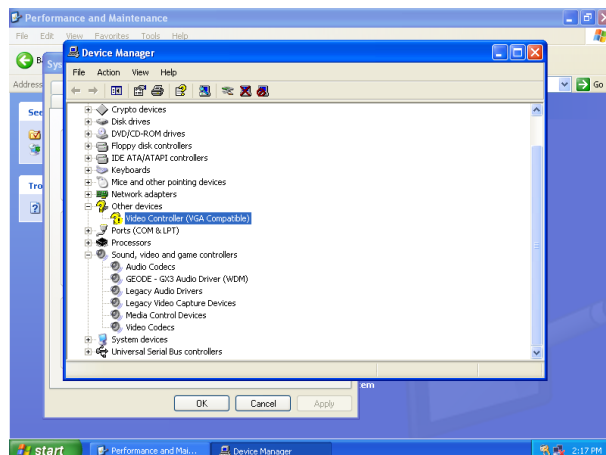 Performance and Maintenance
File Edit View Favorites Tools Help
Address
Go
Device Manager
File Action View Help
Crypto devices
Disk drives
DVD/CD-ROM drives
Floppy disk controllers
IDE ATA/ATAPI controllers
Keyboards
Mice and other pointing devices
Network adapters
Other devices
Video Controller (VGA Compatible)
Ports (COM & LPT)
Processors
Sound, video and game controllers
Audio Codecs
GEODE - GX3 Audio Driver (WDM)
Legacy Audio Drivers
Legacy Video Capture Devices
Media Control Devices
Video Codecs
System devices
Universal Serial Bus controllers
Sys
See
Tro
em
OK Cancel Apply
start Performance and Mai... Device Manager 2:17 PM